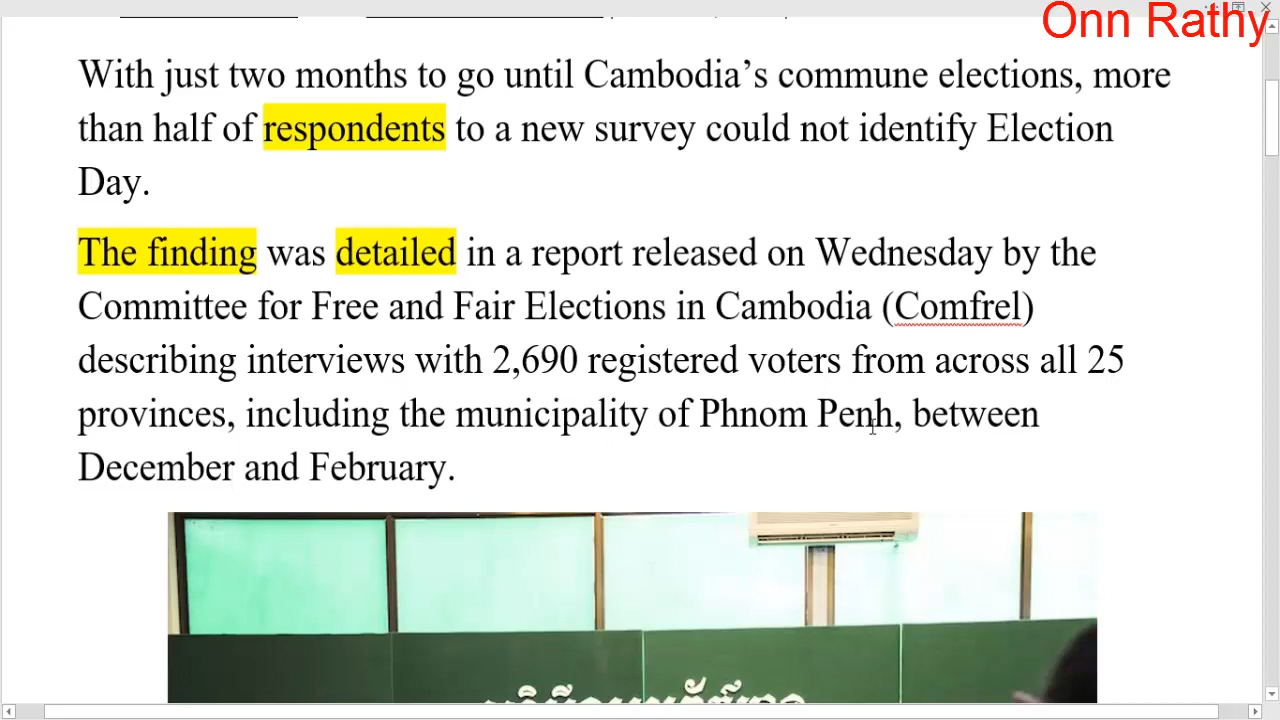 Onn Rathy
With just two months to go until Cambodia’s commune elections, more
than half of respondents to a new survey could not identify Election
Day.
The finding was detailed in a report released on Wednesday by the
Committee for Free and Fair Elections in Cambodia (Comfrel)
describing interviews with 2,690 registered voters from across all 25
provinces, including the municipality of Phnom Penh, between
December and February.